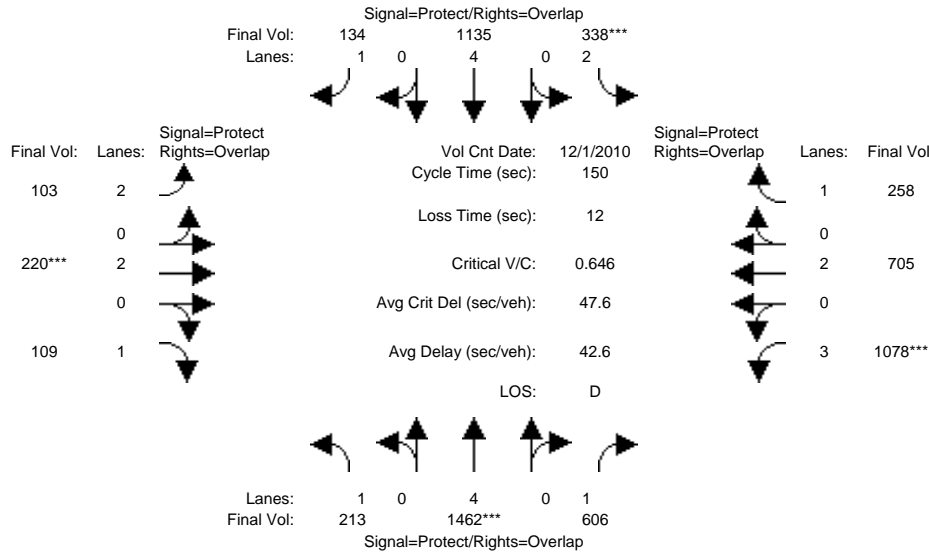 Signal=Protect/Rights=Overlap
Final Vol: 134 1135 338***
Lanes: 1 0 4 0 2
Signal=Protect Signal=Protect
Final Vol: Lanes: Rights=Overlap Vol Cnt Date: 12/1/2010 Rights=Overlap Lanes: Final Vol
Cycle Time (sec): 150
103 2 1 258
Loss Time (sec): 12
0 0
220*** 2 Critical V/C: 0.646 2 705
0 Avg Crit Del (sec/veh): 47.6 0
109 1 Avg Delay (sec/veh): 42.6 3 1078***
LOS: D
Lanes: 1 0 4 0 1
Final Vol: 213 1462*** 606
Signal=Protect/Rights=Overlap